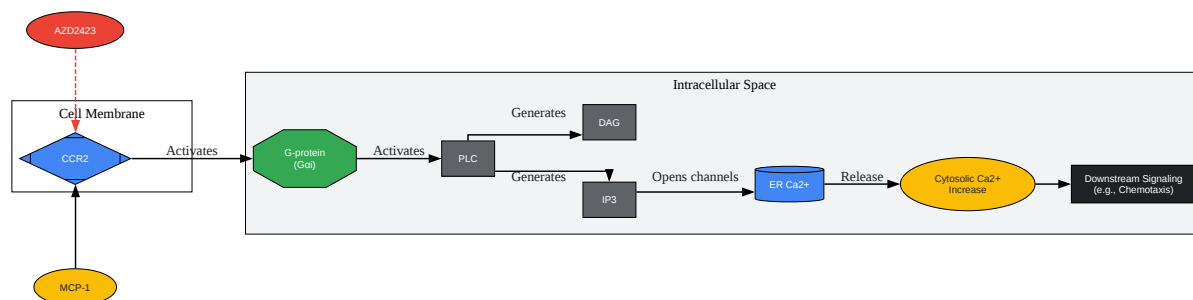 AZD2423
Intracellular Space
Cell Membrane
Generates
DAG
CCR2
Activates
G-protein
(Gαi)
Activates
PLC
Generates
IP3
Opens channels
ER Ca2+
Release
Cytosolic Ca2+
Increase
Downstream Signaling
(e.g., Chemotaxis)
MCP-1